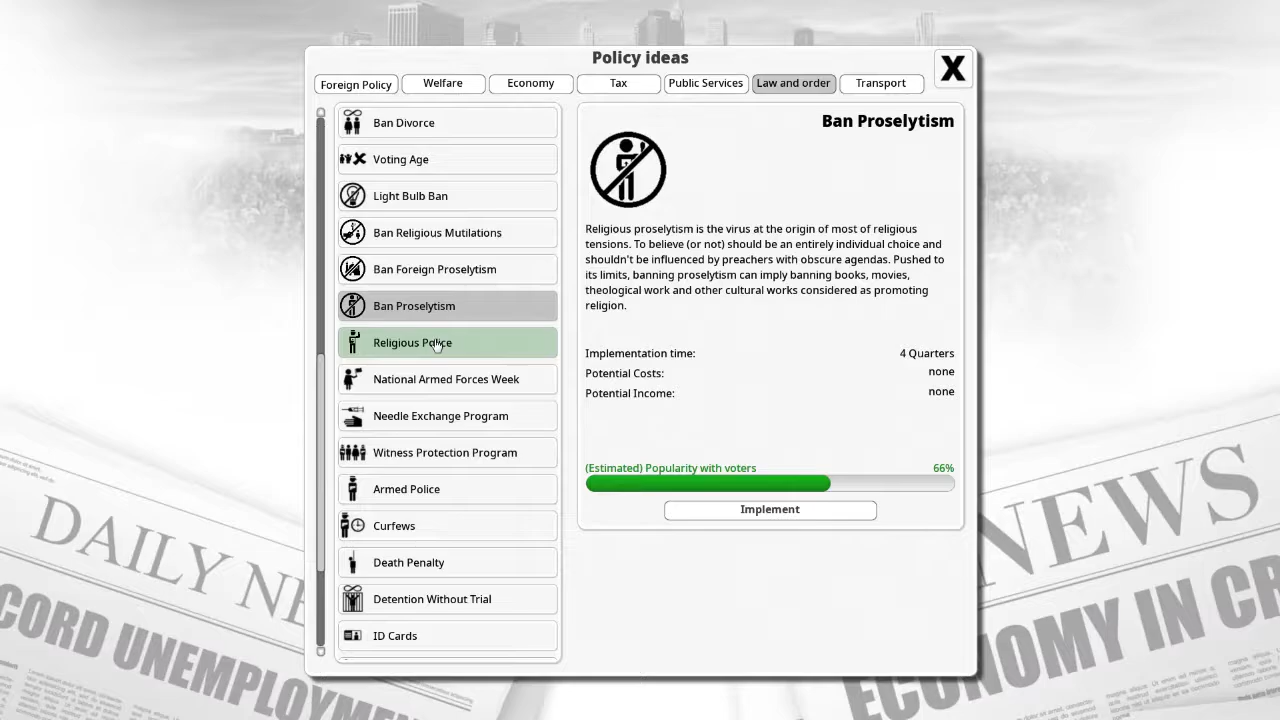 Policy ideas
X
Foreign Policy
Welfare
Economy
Tax
Public Services
Law and order
Transport
Ban Divorce
Voting Age
Light Bulb Ban
Ban Religious Mutilations
Ban Foreign Proselytism
Ban Proselytism
Religious Police
National Armed Forces Week
Needle Exchange Program
Witness Protection Program
Armed Police
Curfews
Death Penalty
Detention Without Trial
ID Cards
Ban Proselytism
Religious proselytism is the virus at the origin of most of religious
tensions. To believe (or not) should be an entirely individual choice and
shouldn't be influenced by preachers with obscure agendas. Pushed to
its limits, banning proselytism can imply banning books, movies,
theological work and other cultural works considered as promoting
religion.
Implementation time: 4 Quarters
Potential Costs: none
Potential Income: none
(Estimated) Popularity with voters 66%
Implement
DAILY NE
CORD UNEMPLOYM
NEWS
ECONOMY IN CR